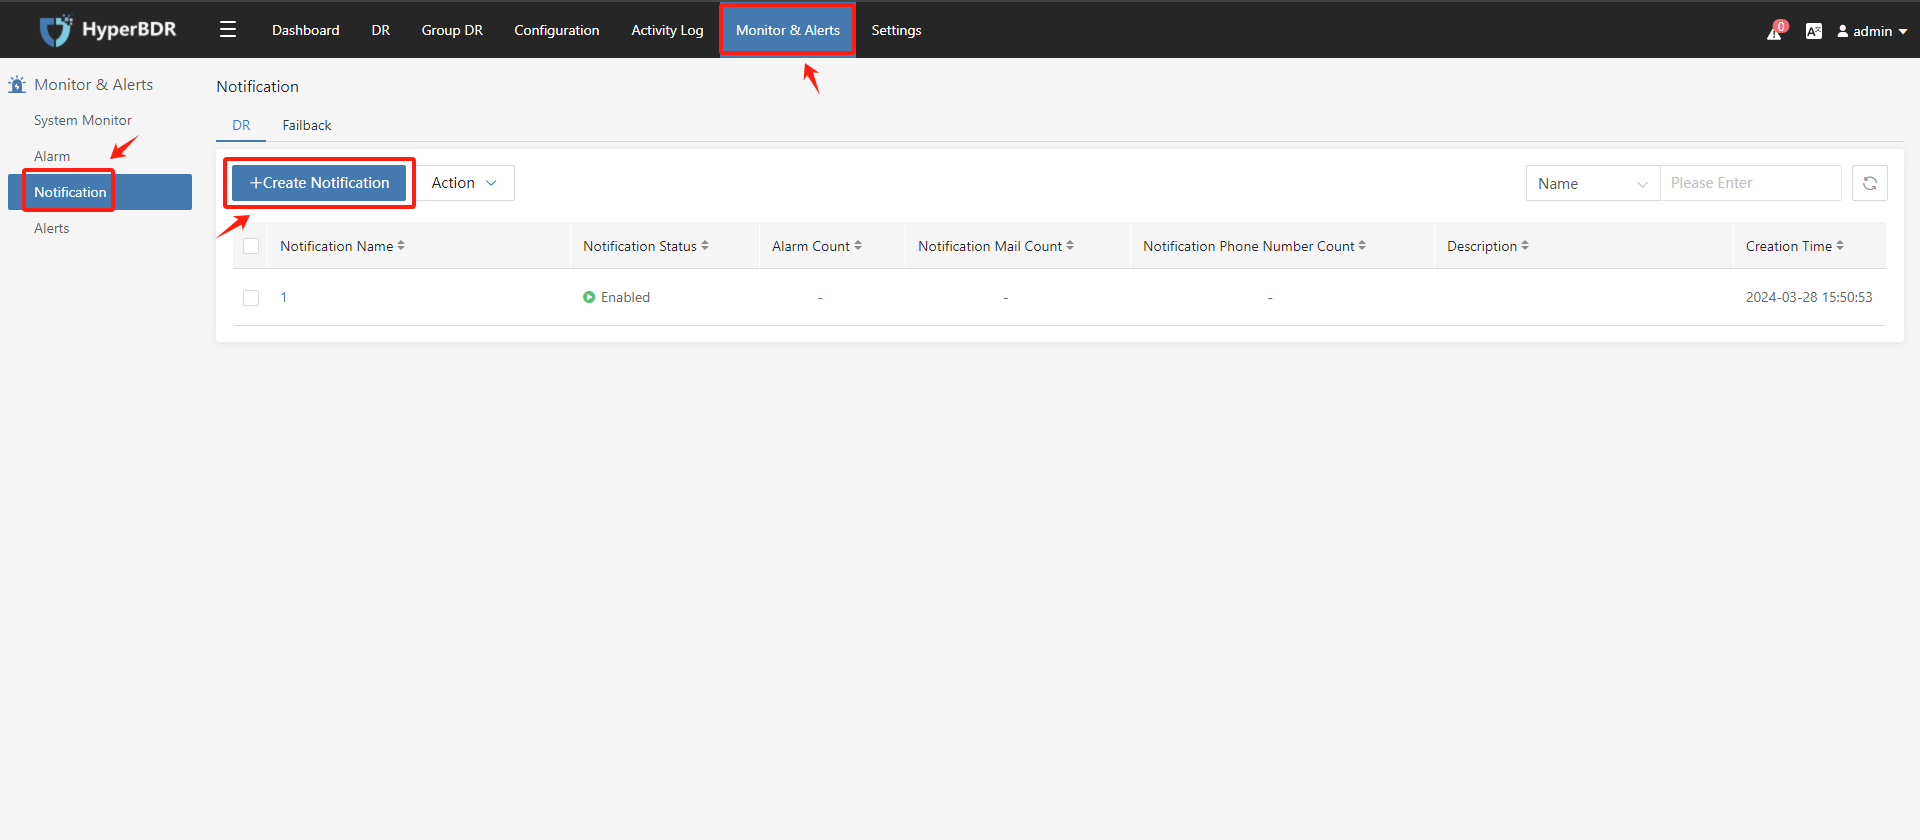 HyperBDR
Dashboard DR Group DR Configuration Activity Log Monitor & Alerts Settings
0
admin
Monitor & Alerts
System Monitor
Alarm
Notification
Alerts
Notification
DR Failback
+Create Notification Action
Name Please Enter
Notification Name Notification Status Alarm Count Notification Mail Count Notification Phone Number Count Description Creation Time
1 Enabled - - - 2024-03-28 15:50:53